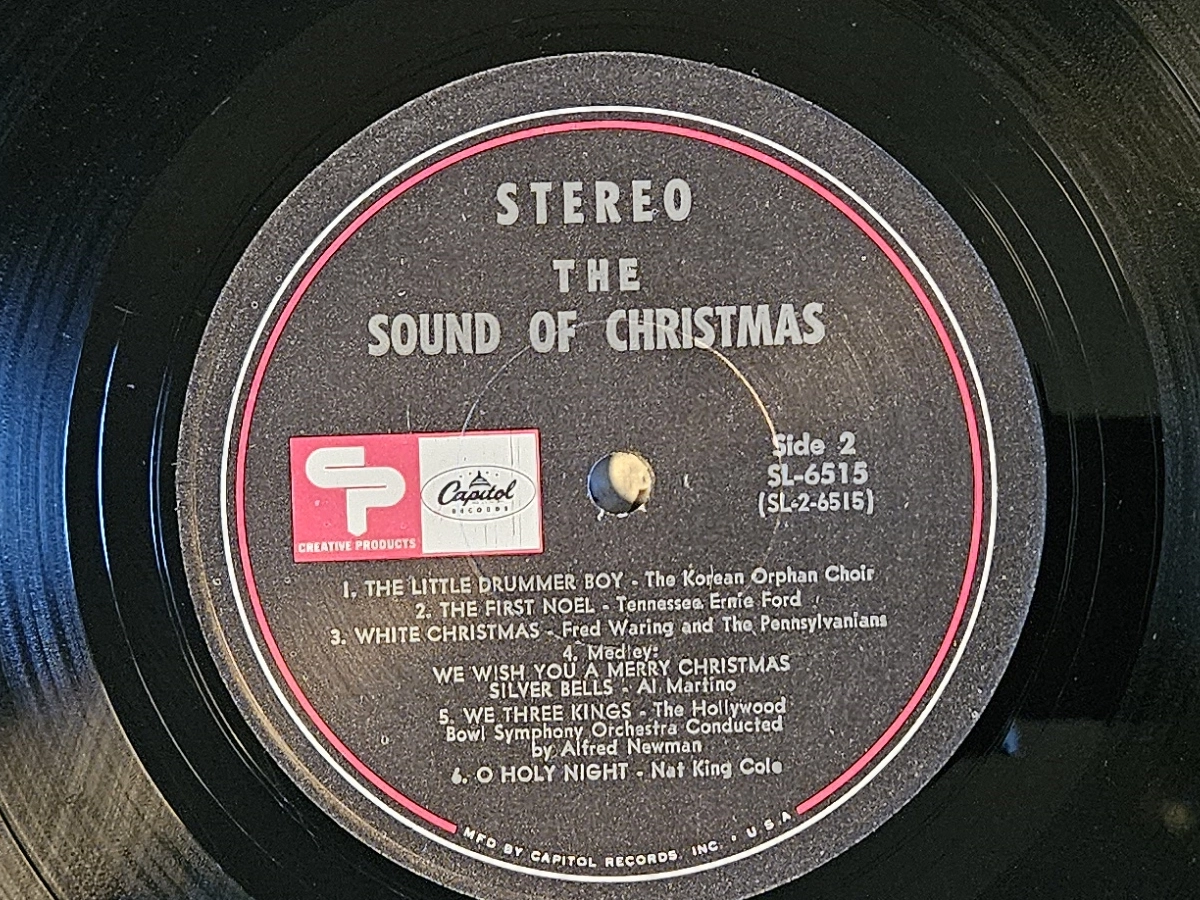 STEREO
THE
SOUND OF CHRISTMAS
CP
CREATIVE PRODUCTS
Capitol
RECORDS
Side 2
SL-6515
(SL-2-6515)
1. THE LITTLE DRUMMER BOY - The Korean Orphan Choir
2. THE FIRST NOEL - Tennessee Ernie Ford
3. WHITE CHRISTMAS - Fred Waring and The Pennsylvanians
4. Medley:
WE WISH YOU A MERRY CHRISTMAS
SILVER BELLS - Al Martino
5. WE THREE KINGS - The Hollywood
Bowl Symphony Orchestra Conducted
by Alfred Newman
6. O HOLY NIGHT - Nat King Cole
MFD BY CAPITOL RECORDS, INC. • U.S.A.